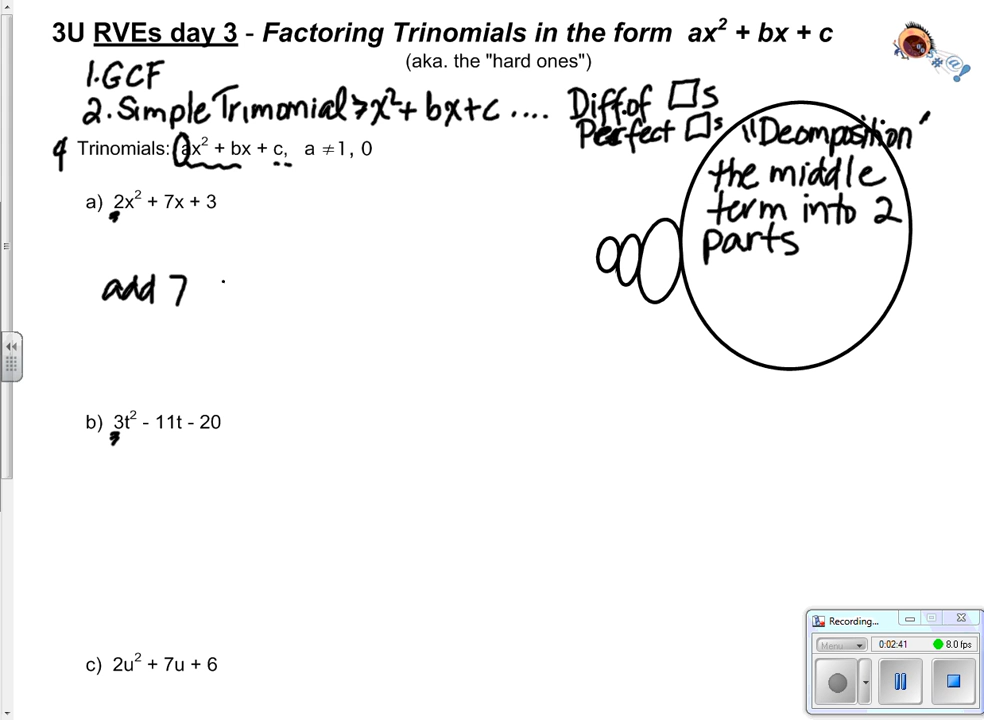 3U RVEs day 3 - Factoring Trinomials in the form ax² + bx + c
(aka. the "hard ones")
1. GCF
2. Simple Trinomial → x² + bx + c .... Diff. of □s
Perfect □s
Trinomials: ax² + bx + c, a ≠ 1, 0
"Decomposition"
the middle
term into 2
parts
a) 2x² + 7x + 3
add 7
b) 3t² - 11t - 20
c) 2u² + 7u + 6
Recording...
Menu
0:02:41
8.0 fps